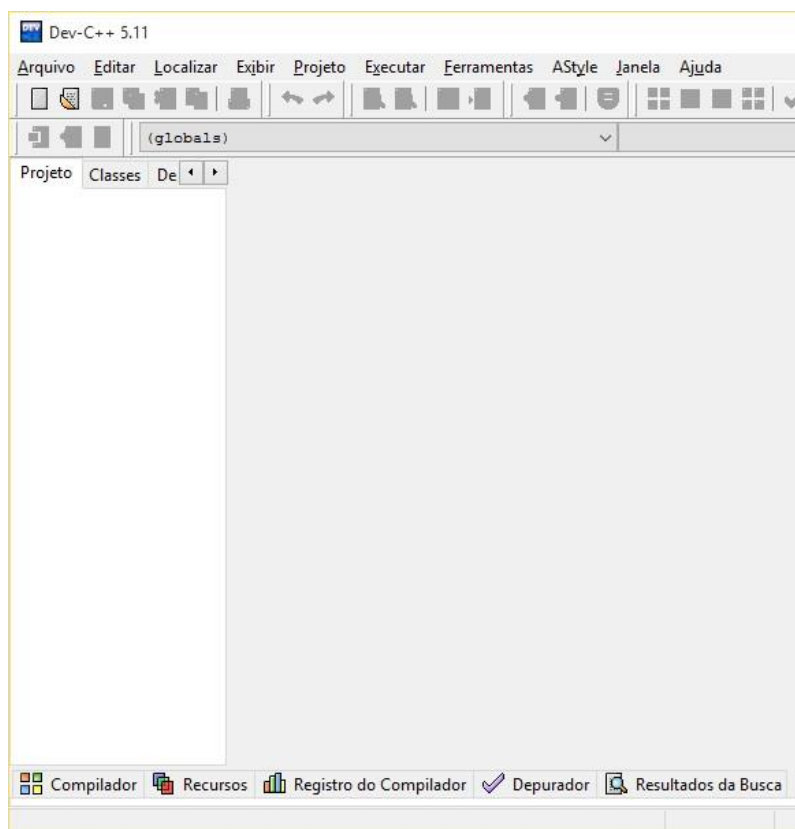 Dev-C++ 5.11
Arquivo Editar Localizar Exibir Projeto Executar Ferramentas AStyle Janela Ajuda
(globals)
Projeto Classes De
Compilador Recursos Registro do Compilador Depurador Resultados da Busca